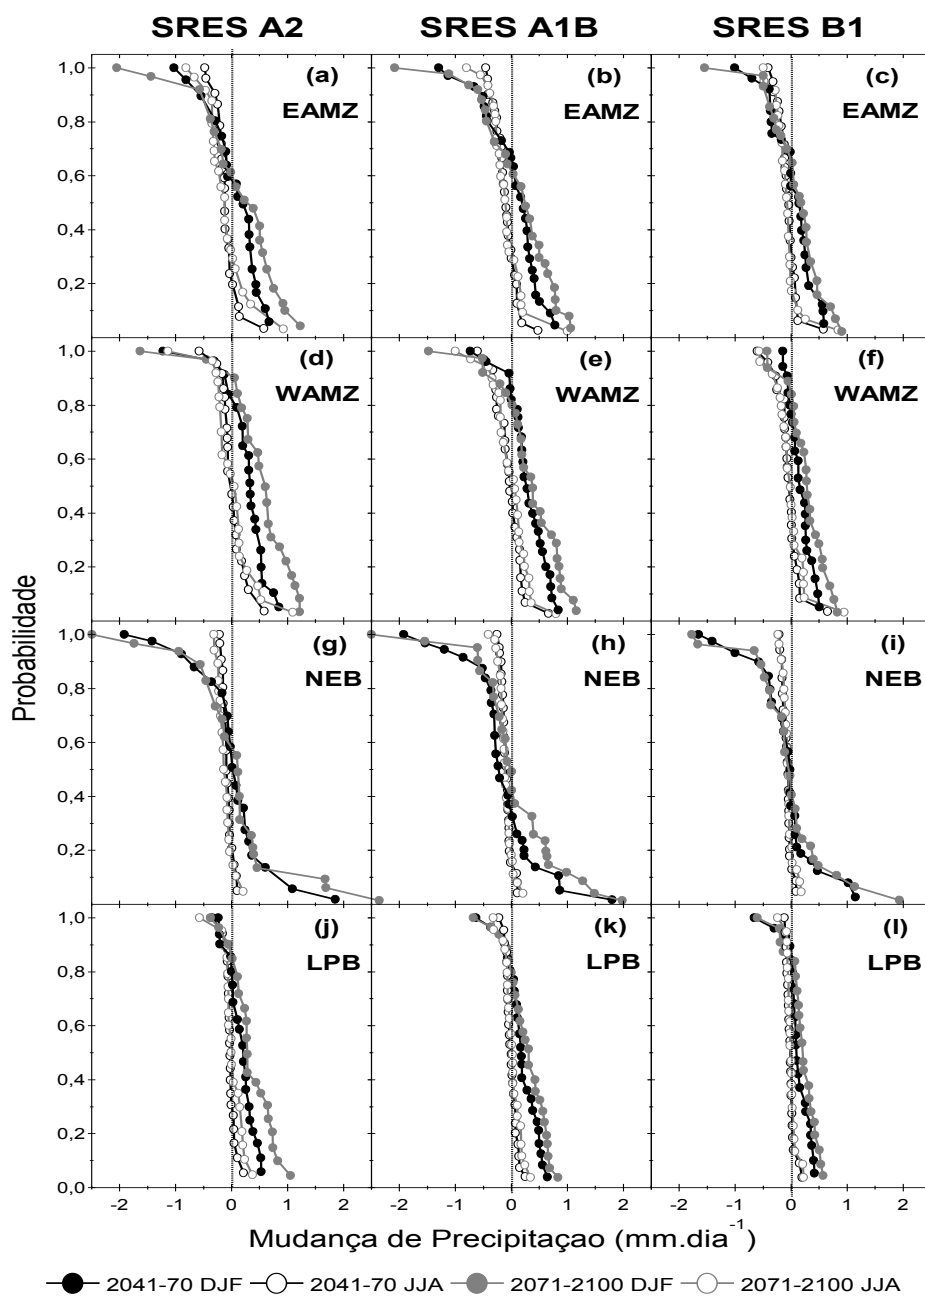 SRES A2 SRES A1B SRES B1
1,0 (a) (b) (c)
EAMZ EAMZ EAMZ
0,8
0,6
0,4
0,2
1,0 (d) (e) (f)
WAMZ WAMZ WAMZ
0,8
0,6
0,4
0,2
Probabilidade
1,0 (g) (h) (i)
NEB NEB NEB
0,8
0,6
0,4
0,2
1,0 (j) (k) (l)
LPB LPB LPB
0,8
0,6
0,4
0,2
0,0
-2 -1 0 1 2 -2 -1 0 1 2 -2 -1 0 1 2
Mudança de Precipitaçao (mm.dia-1)
2041-70 DJF 2041-70 JJA 2071-2100 DJF 2071-2100 JJA